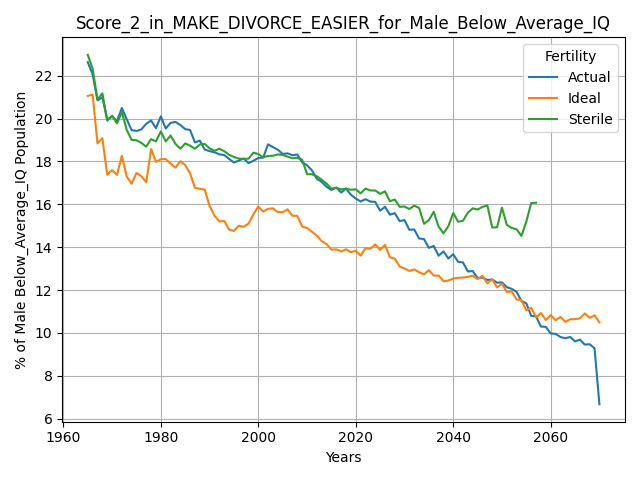 Score_2_in_MAKE_DIVORCE_EASIER_for_Male_Below_Average_IQ
% of Male Below_Average_IQ Population
22
20
18
16
14
12
10
8
6
Fertility
Actual
Ideal
Sterile
1960
1980
2000
2020
2040
2060
Years